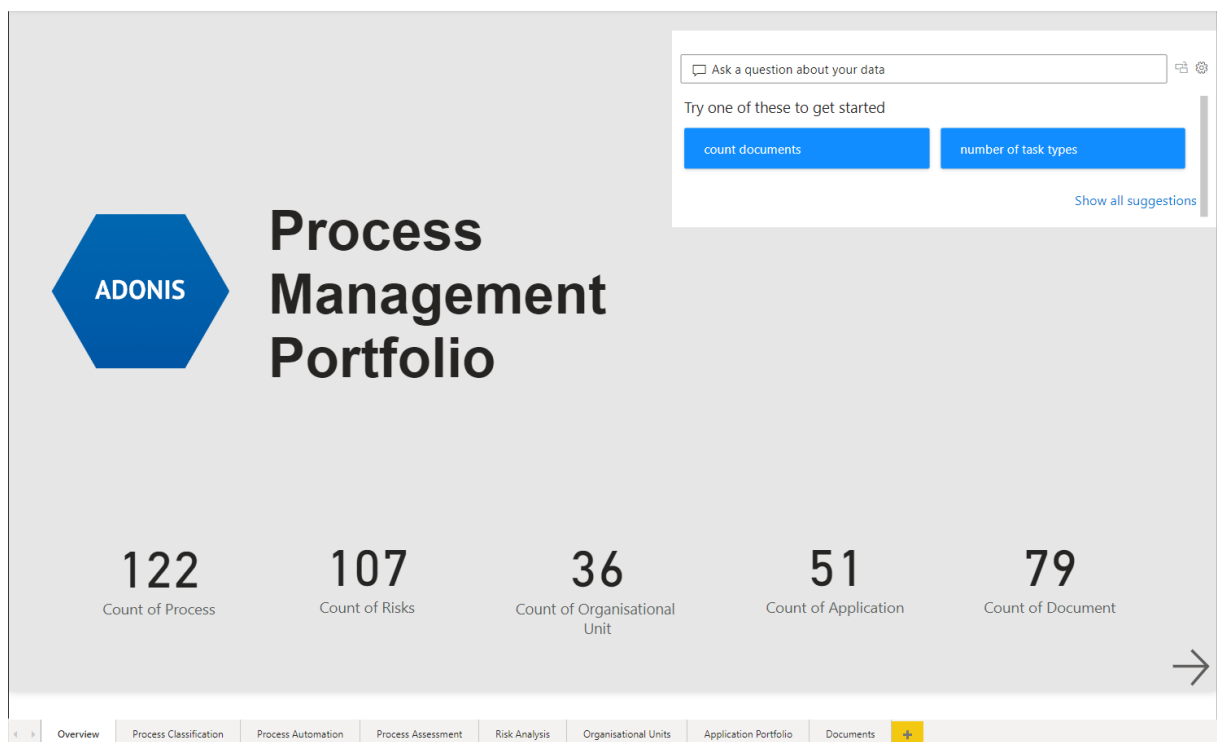 Ask a question about your data
Try one of these to get started
count documents
number of task types
Show all suggestions
ADONIS
Process
Management
Portfolio
122
Count of Process
107
Count of Risks
36
Count of Organisational
Unit
51
Count of Application
79
Count of Document
Overview
Process Classification
Process Automation
Process Assessment
Risk Analysis
Organisational Units
Application Portfolio
Documents
+